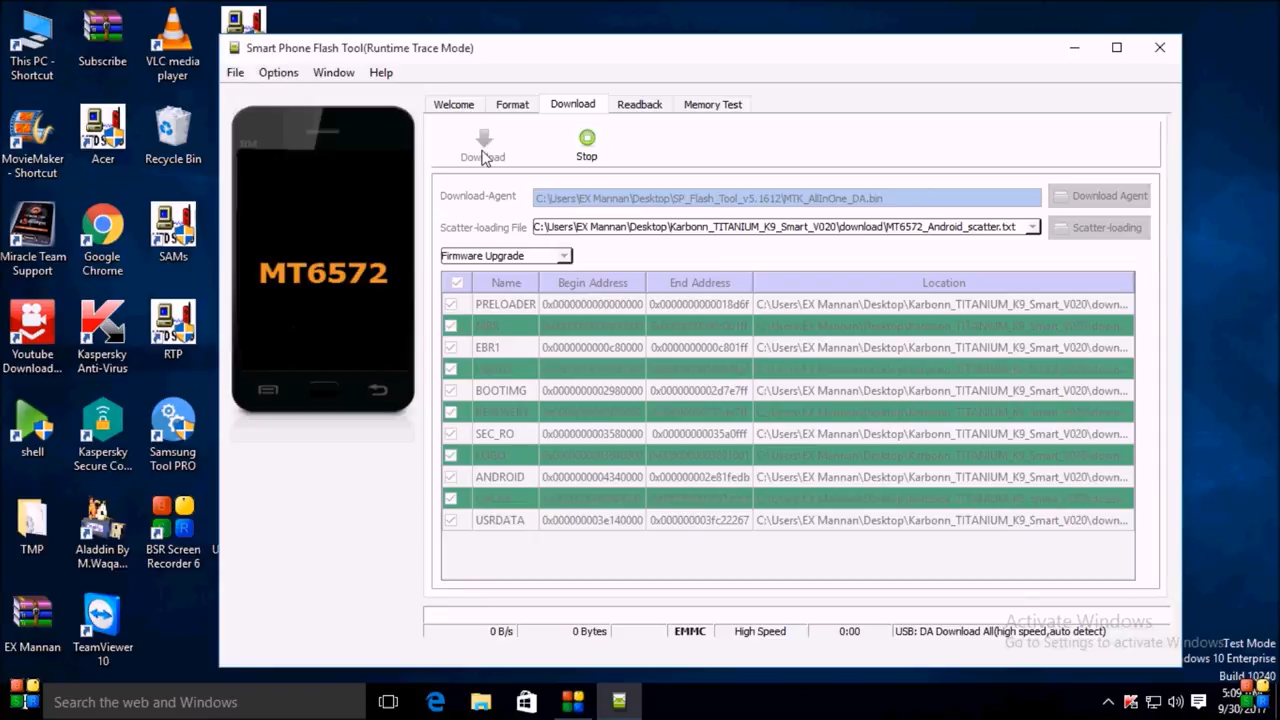 This PC - Shortcut
Subscribe
VLC media player
MovieMaker - Shortcut
Acer
Recycle Bin
Miracle Team Support
Google Chrome
SAMs
Youtube Download...
Kaspersky Anti-Virus
RTP
shell
Kaspersky Secure Co...
Samsung Tool PRO
TMP
Aladdin By M.Waqa...
BSR Screen Recorder 6
EX Mannan
TeamViewer 10
Smart Phone Flash Tool(Runtime Trace Mode)
File Options Window Help
Welcome Format Download Readback Memory Test
Download Stop
MT6572
Download-Agent C:\Users\EX Mannan\Desktop\SP_Flash_Tool_v5.1612\MTK_AllInOne_DA.bin Download Agent
Scatter-loading File C:\Users\EX Mannan\Desktop\Karbonn_TITANIUM_K9_Smart_V020\download\MT6572_Android_scatter.txt Scatter-loading
Firmware Upgrade
Name Begin Address End Address Location
PRELOADER 0x0000000000000000 C:\Users\EX Mannan\Desktop\Karbonn_TITANIUM_K9_Smart_V020\down...
EBR1 0x0000000000c80000 0x0000000000c801ff C:\Users\EX Mannan\Desktop\Karbonn_TITANIUM_K9_Smart_V020\down...
BOOTIMG 0x0000000002980000 0x0000000002d7e7ff C:\Users\EX Mannan\Desktop\Karbonn_TITANIUM_K9_Smart_V020\down...
SEC_RO 0x0000000003580000 0x00000000035a0fff C:\Users\EX Mannan\Desktop\Karbonn_TITANIUM_K9_Smart_V020\down...
LOGO
ANDROID 0x0000000004340000 0x000000002e81fedb C:\Users\EX Mannan\Desktop\Karbonn_TITANIUM_K9_Smart_V020\down...
USRDATA 0x000000003e140000 0x000000003fc22267 C:\Users\EX Mannan\Desktop\Karbonn_TITANIUM_K9_Smart_V020\down...
0 B/s 0 Bytes EMMC High Speed 0:00 USB: DA Download All(high speed,auto detect)
Activate Windows
Go to Settings to activate Windows
Test Mode
dows 10 Enterprise
Build 10240
Search the web and Windows
5:09
9/30/2017